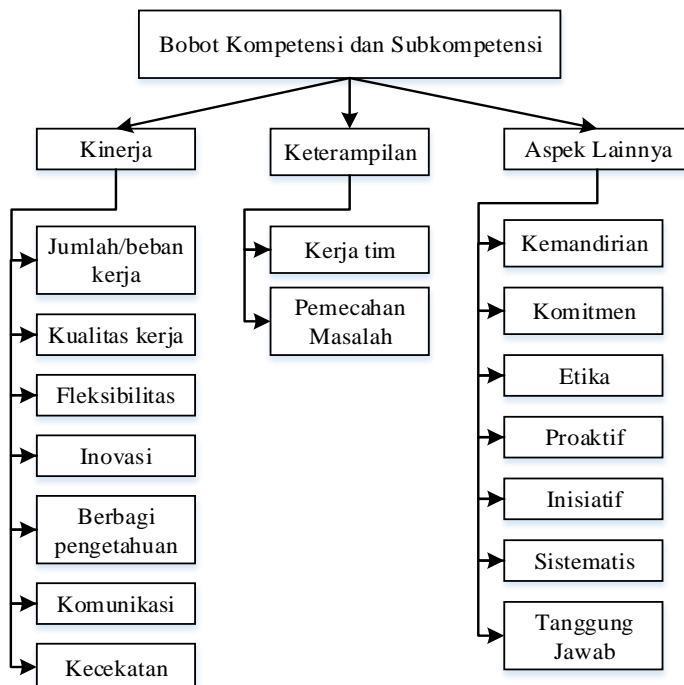 Bobot Kompetensi dan Subkompetensi
Kinerja
Jumlah/beban
kerja
Kualitas kerja
Fleksibilitas
Inovasi
Berbagi
pengetahuan
Komunikasi
Kecekatan
Keterampilan
Kerja tim
Pemecahan
Masalah
Aspek Lainnya
Kemandirian
Komitmen
Etika
Proaktif
Inisiatif
Sistematis
Tanggung
Jawab